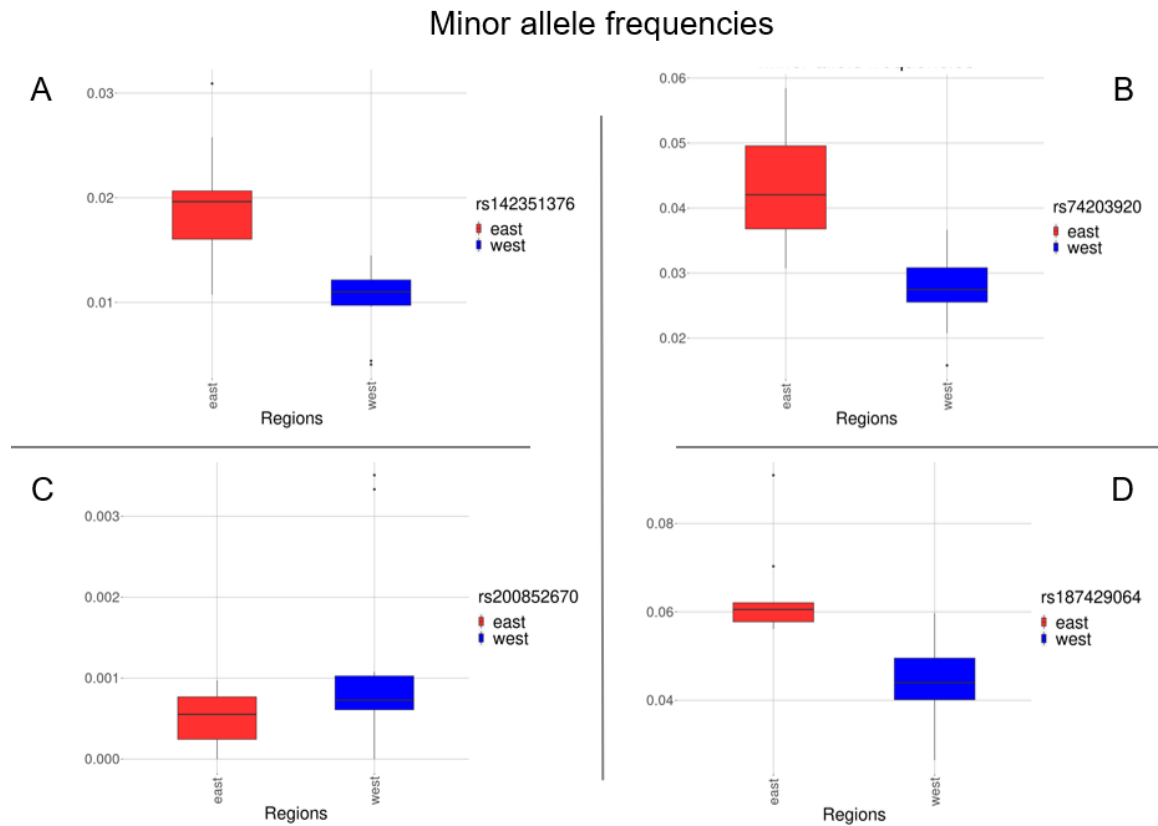 Minor allele frequencies
A
0.03
0.02
0.01
east
west
Regions
rs142351376
east
west
B
0.06
0.05
0.04
0.03
0.02
east
west
Regions
rs74203920
east
west
C
0.003
0.002
0.001
0.000
east
west
Regions
rs200852670
east
west
D
0.08
0.06
0.04
east
west
Regions
rs187429064
east
west